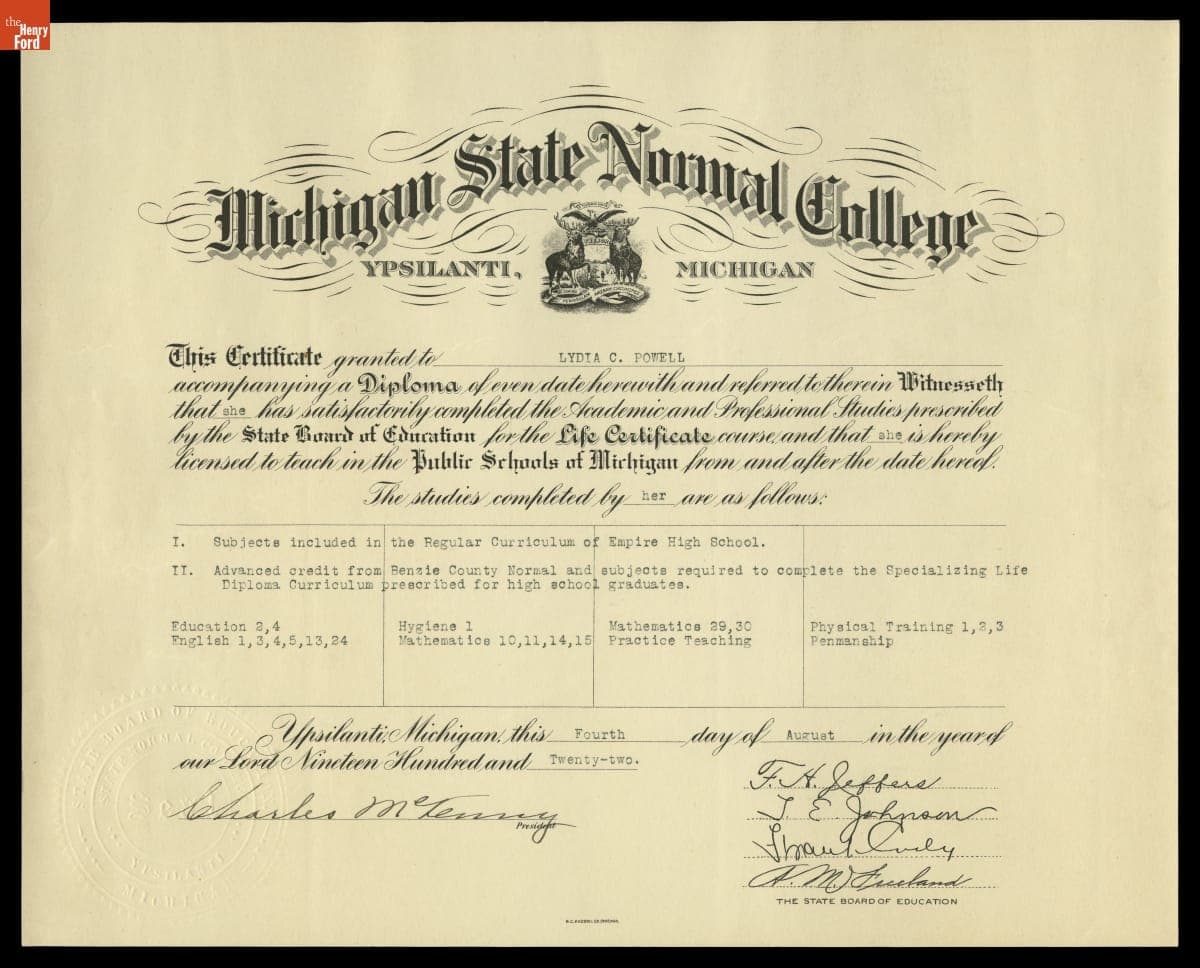 the Henry Ford
Michigan State Normal College
YPSILANTI, MICHIGAN
This Certificate granted to LYDIA C. POWELL
accompanying a Diploma of even date herewith and referred to therein Witnesseth
that she has satisfactorily completed the Academic and Professional Studies prescribed
by the State Board of Education for the Life Certificate course, and that she is hereby
licensed to teach in the Public Schools of Michigan from and after the date hereof.
The studies completed by her are as follows:
I. Subjects included in the Regular Curriculum of Empire High School.
II. Advanced credit from Benzie County Normal and subjects required to complete the Specializing Life
Diploma Curriculum prescribed for high school graduates.
Education 2,4 Hygiene 1 Mathematics 29,30 Physical Training 1,2,3
English 1,3,4,5,13,24 Mathematics 10,11,14,15 Practice Teaching Penmanship
Ypsilanti, Michigan, this Fourth day of August in the year of
our Lord Nineteen Hundred and Twenty-two.
F. H. Jeffers
Charles McKenny
President
T. E. Johnson
Frank Cody
A. M. Freeland
THE STATE BOARD OF EDUCATION
YPSILANTI
MICHIGAN